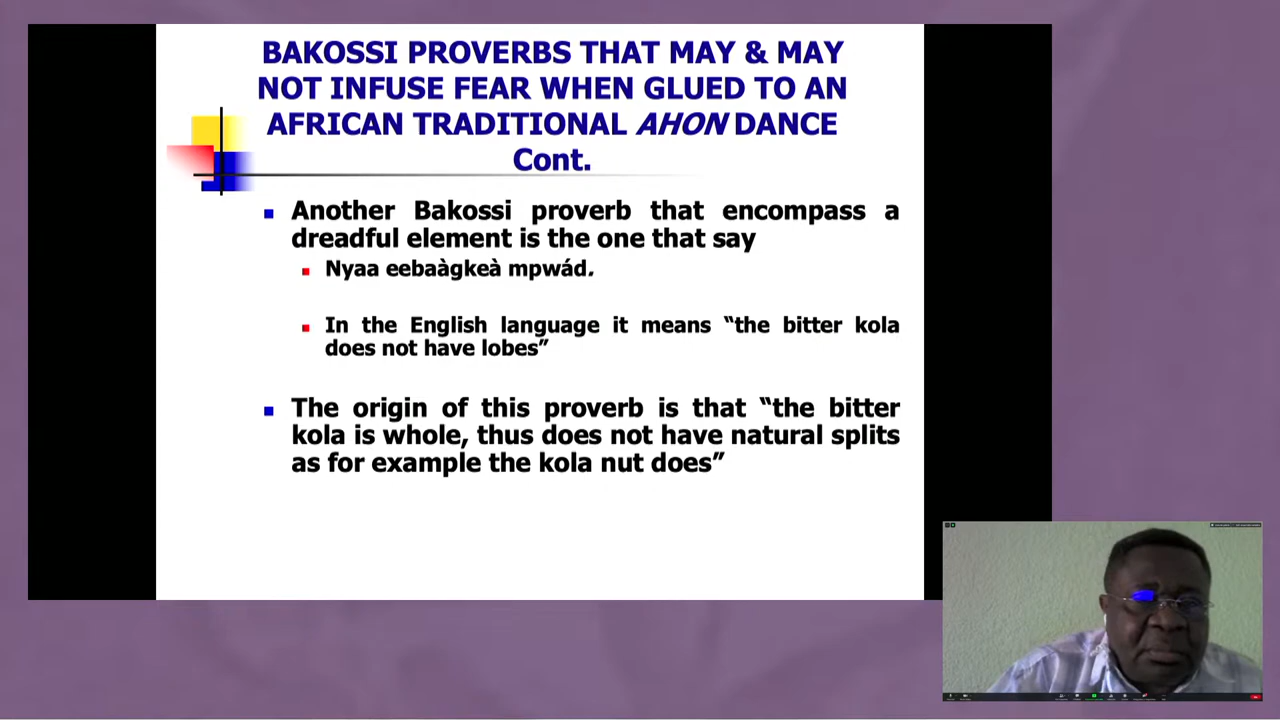 BAKOSSI PROVERBS THAT MAY & MAY
NOT INFUSE FEAR WHEN GLUED TO AN
AFRICAN TRADITIONAL AHON DANCE
Cont.
Another Bakossi proverb that encompass a
dreadful element is the one that say
Nyaa eebaàgkeà mpwád.
In the English language it means “the bitter kola
does not have lobes”
The origin of this proverb is that “the bitter
kola is whole, thus does not have natural splits
as for example the kola nut does”